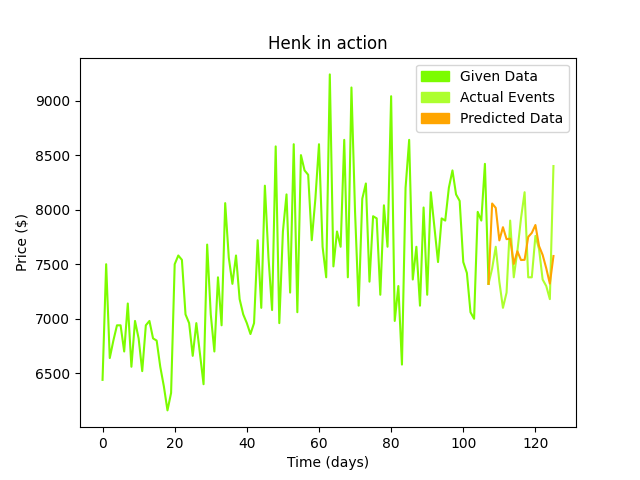 Henk in action
Given Data
Actual Events
Predicted Data
9000
8500
8000
7500
7000
6500
Price ($)
0 20 40 60 80 100 120
Time (days)